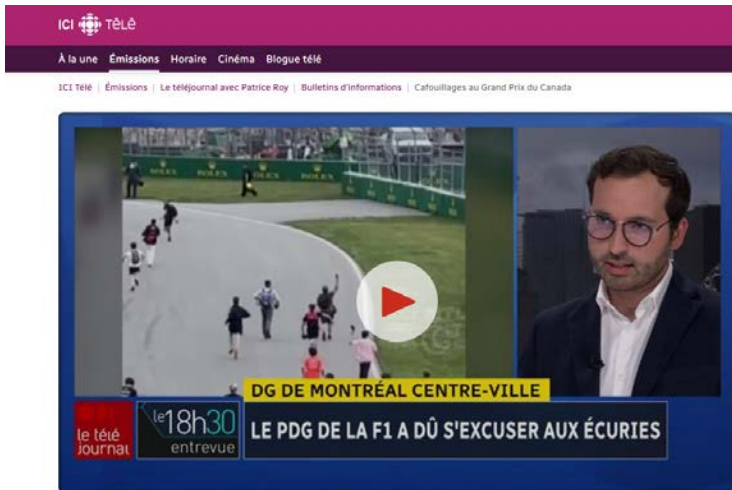 ICI TÉLÉ
À la une Émissions Horaire Cinéma Blogue télé
ICI Télé | Émissions | Le téléjournal avec Patrice Roy | Bulletins d'informations | Cafouillages au Grand Prix du Canada
ROLEX ROLEX ROLEX ROLEX
DG DE MONTRÉAL CENTRE-VILLE
le télé journal
le 18h30 entrevue
LE PDG DE LA F1 A DÛ S'EXCUSER AUX ÉCURIES